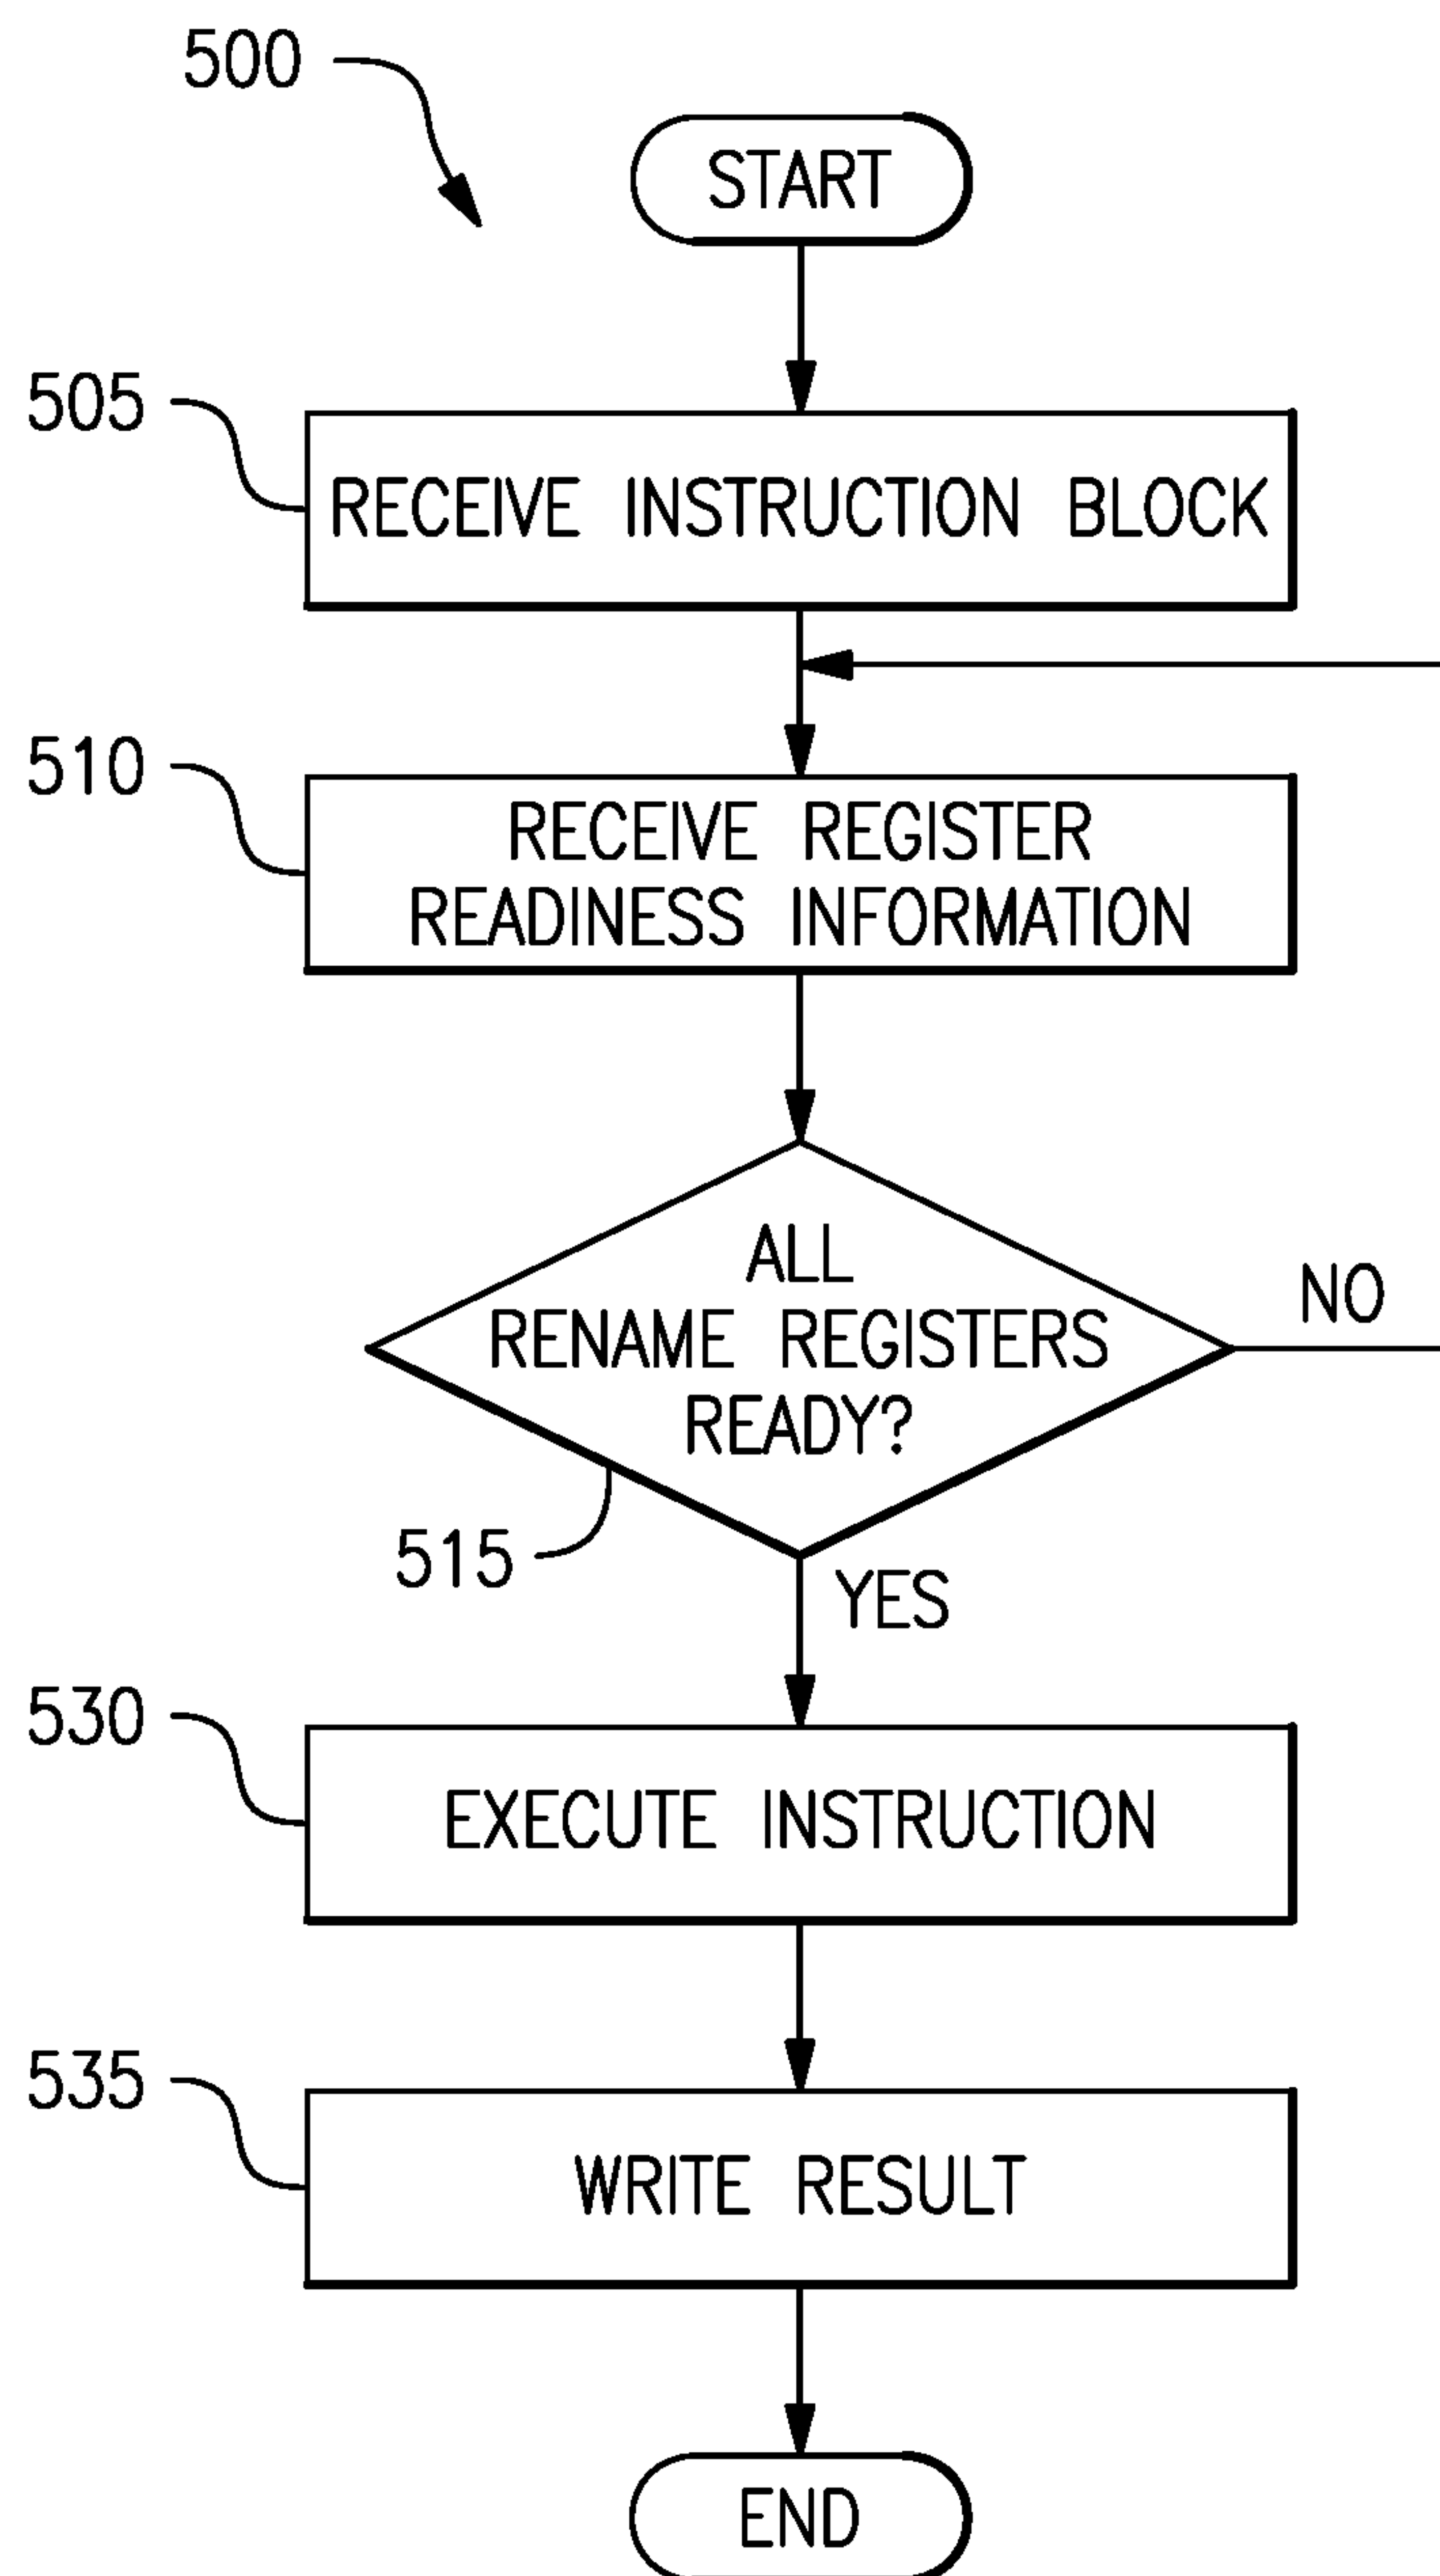 500
START
505
RECEIVE INSTRUCTION BLOCK
510
RECEIVE REGISTER
READINESS INFORMATION
ALL
RENAME REGISTERS
READY?
NO
515
YES
530
EXECUTE INSTRUCTION
535
WRITE RESULT
END